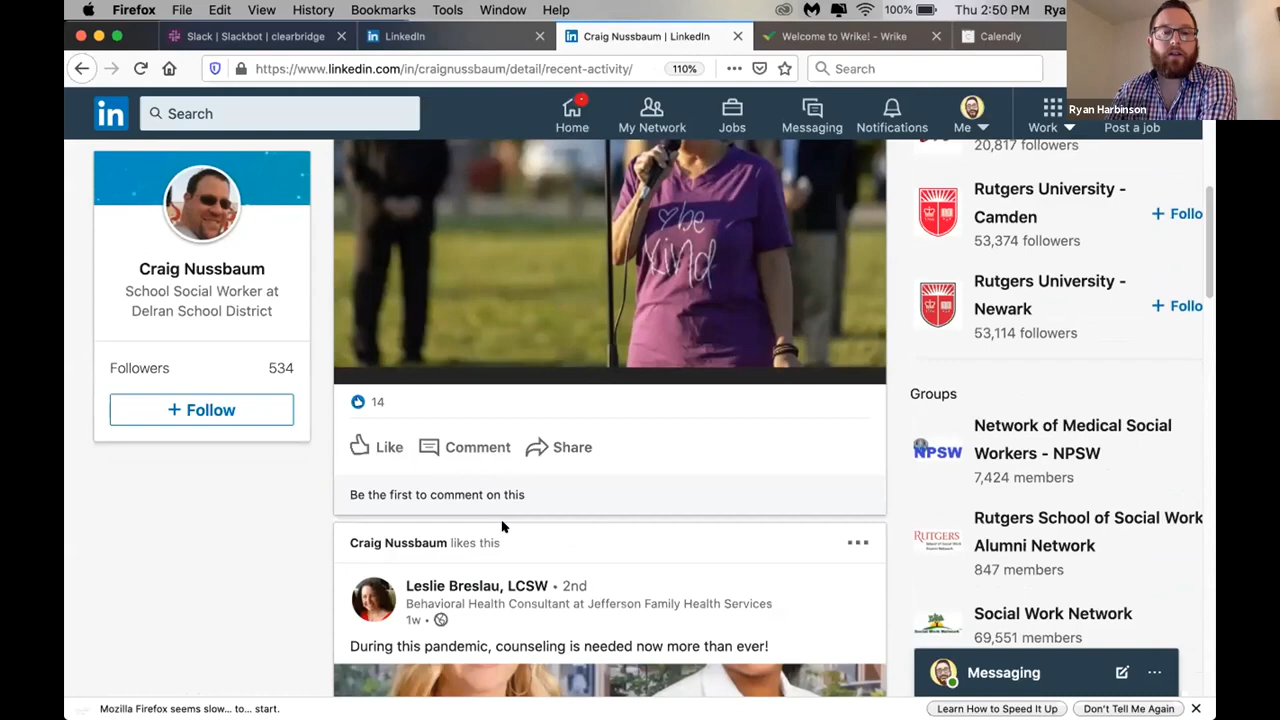 Firefox File Edit View History Bookmarks Tools Window Help 100% Thu 2:50 PM Rya
Slack | Slackbot | clearbridge
LinkedIn
Craig Nussbaum | LinkedIn
Welcome to Wrike! - Wrike
Calendly
https://www.linkedin.com/in/craignussbaum/detail/recent-activity/
110%
Search
Ryan Harbinson
in
Search
Home
My Network
Jobs
Messaging
Notifications
Me
Work
Post a job
Craig Nussbaum
School Social Worker at
Delran School District
Followers 534
+ Follow
be
kind
14
Like Comment Share
Be the first to comment on this
Craig Nussbaum likes this
Leslie Breslau, LCSW • 2nd
Behavioral Health Consultant at Jefferson Family Health Services
1w •
During this pandemic, counseling is needed now more than ever!
20,817 followers
Rutgers University -
Camden
+ Follo
53,374 followers
Rutgers University -
Newark
+ Follo
53,114 followers
Groups
NPSW
Network of Medical Social
Workers - NPSW
7,424 members
RUTGERS
Rutgers School of Social Work
Alumni Network
847 members
Social Work Network
69,551 members
Messaging
Mozilla Firefox seems slow... to... start.
Learn How to Speed It Up
Don't Tell Me Again